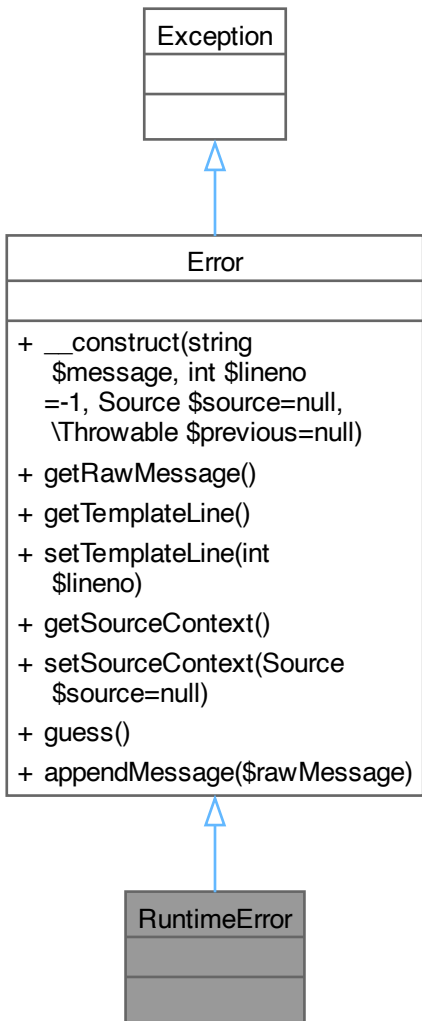 Exception
Error
+ __construct(string
$message, int $lineno
=-1, Source $source=null,
\Throwable $previous=null)
+ getRawMessage()
+ getTemplateLine()
+ setTemplateLine(int
$lineno)
+ getSourceContext()
+ setSourceContext(Source
$source=null)
+ guess()
+ appendMessage($rawMessage)
RuntimeError